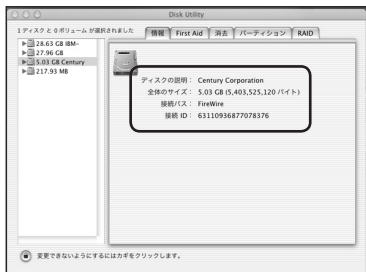 Disk Utility
1 ディスク と 0 ボリューム が選択されました
情報 First Aid 消去 パーティション RAID
28.63 GB IBM-
27.96 GB
5.03 GB Century
217.93 MB
ディスクの説明： Century Corporation
全体のサイズ： 5.03 GB (5,403,525,120 バイト)
接続バス： FireWire
接続 ID： 63110936877078376
変更できないようにするにはカギをクリックします。